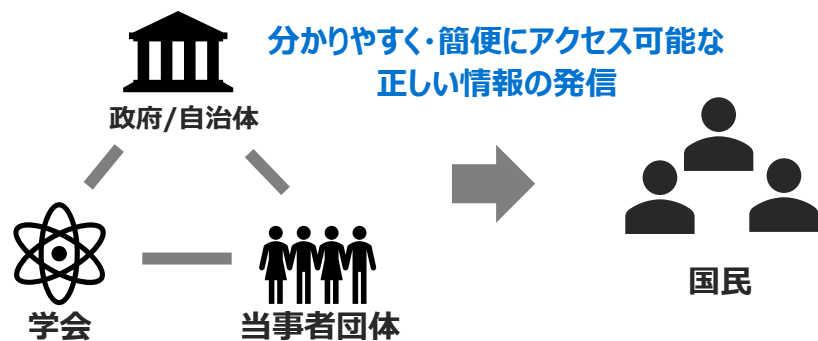 分かりやすく・簡便にアクセス可能な
正しい情報の発信
政府/自治体
学会
当事者団体
国民